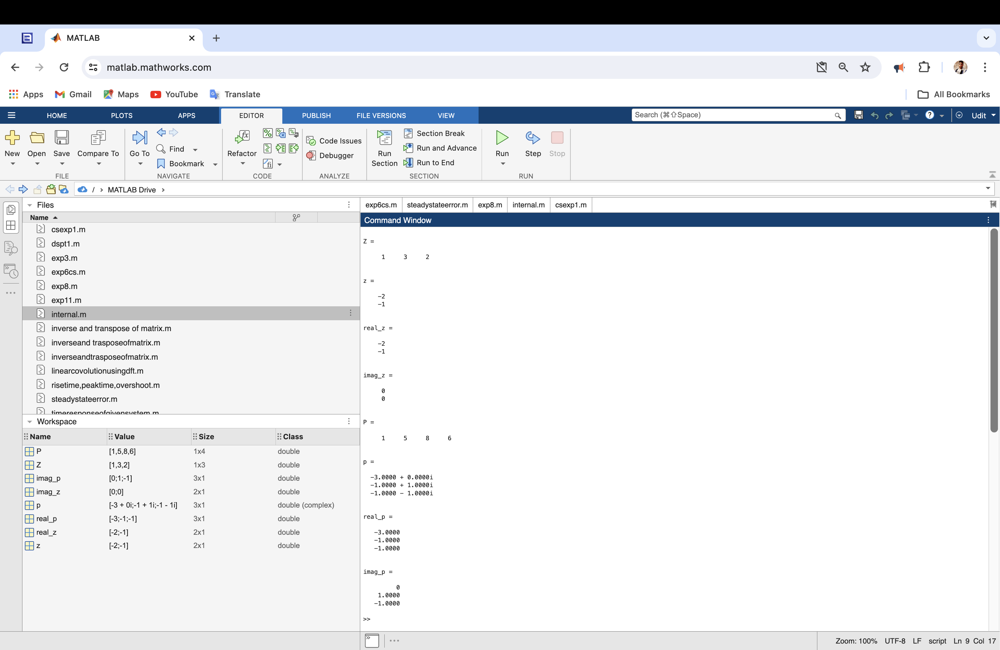 MATLAB
matlab.mathworks.com
Apps Gmail Maps YouTube Translate All Bookmarks
HOME PLOTS APPS EDITOR PUBLISH FILE VERSIONS VIEW Search (⌘⇧Space) Udit
New Open Save Compare To Go To Find Bookmark Refactor Code Issues Debugger Run Section Section Break Run and Advance Run to End Run Step Stop
FILE NAVIGATE CODE ANALYZE SECTION RUN
/ › MATLAB Drive ›
Files
Name
csexp1.m
dspt1.m
exp3.m
exp6cs.m
exp8.m
exp11.m
internal.m
inverse and transpose of matrix.m
inverseand trasposeofmatrix.m
inverseandtrasposeofmatrix.m
linearcovolutionusingdft.m
risetime,peaktime,overshoot.m
steadystateerror.m
timeresponseofgivensystem.m
Workspace
Name Value Size Class
P [1,5,8,6] 1x4 double
Z [1,3,2] 1x3 double
imag_p [0;1;-1] 3x1 double
imag_z [0;0] 2x1 double
p [-3 + 0i;-1 + 1i;-1 - 1i] 3x1 double (complex)
real_p [-3;-1;-1] 3x1 double
real_z [-2;-1] 2x1 double
z [-2;-1] 2x1 double
exp6cs.m steadystateerror.m exp8.m internal.m csexp1.m
Command Window
Z =
1 3 2
z =
-2
-1
real_z =
-2
-1
imag_z =
0
0
P =
1 5 8 6
p =
-3.0000 + 0.0000i
-1.0000 + 1.0000i
-1.0000 - 1.0000i
real_p =
-3.0000
-1.0000
-1.0000
imag_p =
0
1.0000
-1.0000
>>
Zoom: 100% UTF-8 LF script Ln 9 Col 17